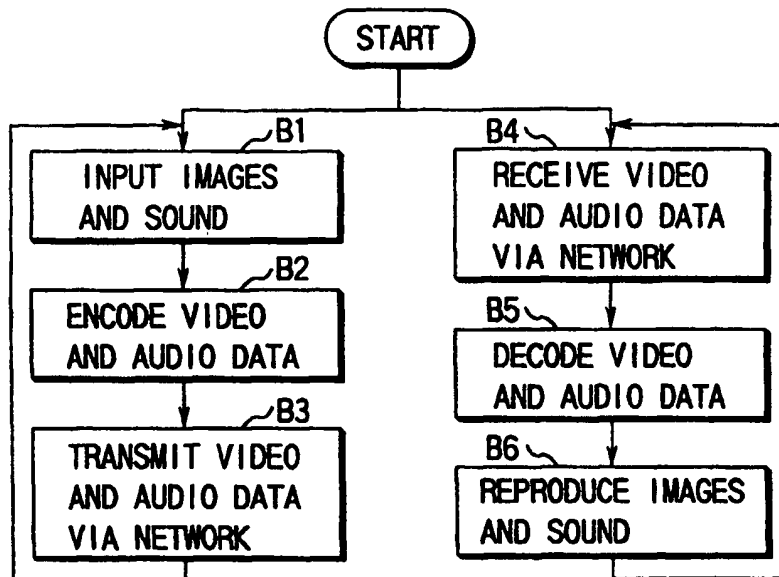 START
B1
INPUT IMAGES
AND SOUND
B2
ENCODE VIDEO
AND AUDIO DATA
B3
TRANSMIT VIDEO
AND AUDIO DATA
VIA NETWORK
B4
RECEIVE VIDEO
AND AUDIO DATA
VIA NETWORK
B5
DECODE VIDEO
AND AUDIO DATA
B6
REPRODUCE IMAGES
AND SOUND